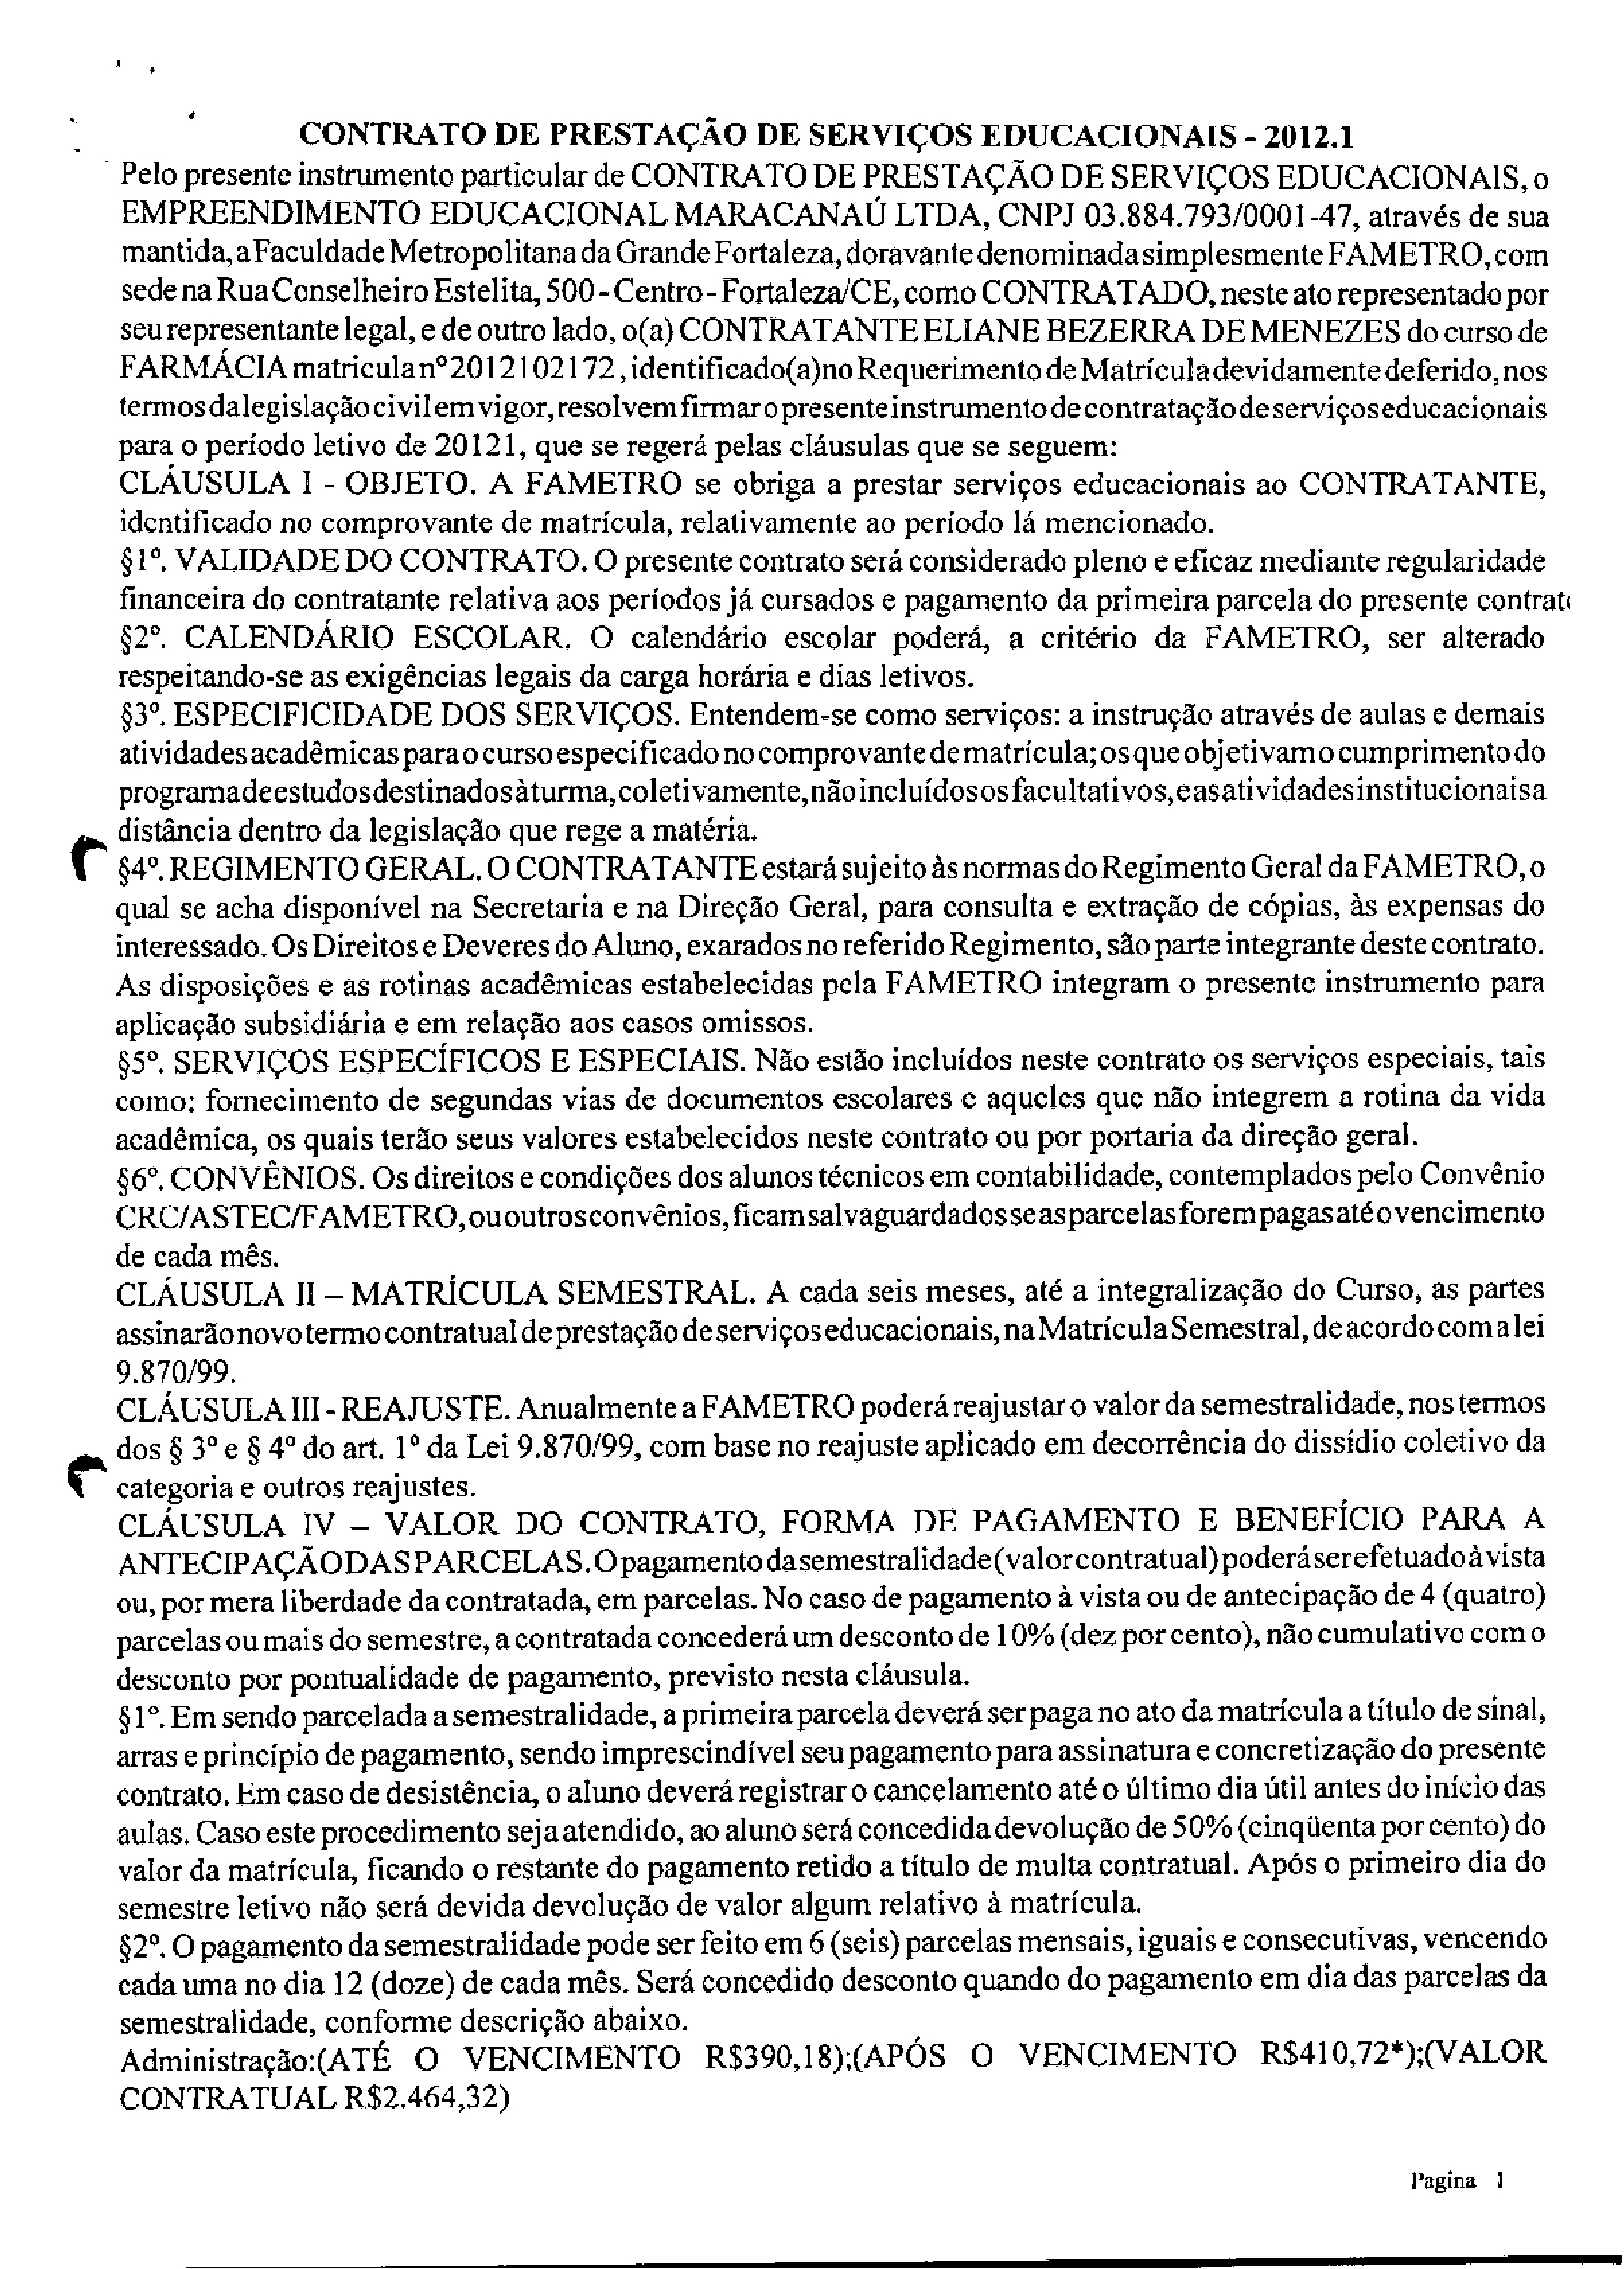 CONTRATO DE PRESTAÇÃO DE SERVIÇOS EDUCACIONAIS - 2012.1
Pelo presente instrumento particular de CONTRATO DE PRESTAÇÃO DE SERVIÇOS EDUCACIONAIS, o
EMPREENDIMENTO EDUCACIONAL MARACANAÚ LTDA, CNPJ 03.884.793/0001-47, através de sua
mantida, a Faculdade Metropolitana da Grande Fortaleza, doravante denominada simplesmente FAMETRO, com
sede na Rua Conselheiro Estelita, 500 - Centro - Fortaleza/CE, como CONTRATADO, neste ato representado por
seu representante legal, e de outro lado, o(a) CONTRATANTE ELIANE BEZERRA DE MENEZES do curso de
FARMÁCIA matricula nº 2012102172 , identificado(a) no Requerimento de Matrícula devidamente deferido, nos
termos da legislação civil em vigor, resolvem firmar o presente instrumento de contratação de serviços educacionais
para o período letivo de 20121, que se regerá pelas cláusulas que se seguem:
CLÁUSULA I - OBJETO. A FAMETRO se obriga a prestar serviços educacionais ao CONTRATANTE,
identificado no comprovante de matrícula, relativamente ao período lá mencionado.
§1º. VALIDADE DO CONTRATO. O presente contrato será considerado pleno e eficaz mediante regularidade
financeira do contratante relativa aos períodos já cursados e pagamento da primeira parcela do presente contrat
§2º. CALENDÁRIO ESCOLAR. O calendário escolar poderá, a critério da FAMETRO, ser alterado
respeitando-se as exigências legais da carga horária e dias letivos.
§3º. ESPECIFICIDADE DOS SERVIÇOS. Entendem-se como serviços: a instrução através de aulas e demais
atividades acadêmicas para o curso especificado no comprovante de matrícula; os que objetivam o cumprimento do
programa de estudos destinados à turma, coletivamente, não incluídos os facultativos, e as atividades institucionais a
distância dentro da legislação que rege a matéria.
§4º. REGIMENTO GERAL. O CONTRATANTE estará sujeito às normas do Regimento Geral da FAMETRO, o
qual se acha disponível na Secretaria e na Direção Geral, para consulta e extração de cópias, às expensas do
interessado. Os Direitos e Deveres do Aluno, exarados no referido Regimento, são parte integrante deste contrato.
As disposições e as rotinas acadêmicas estabelecidas pela FAMETRO integram o presente instrumento para
aplicação subsidiária e em relação aos casos omissos.
§5º. SERVIÇOS ESPECÍFICOS E ESPECIAIS. Não estão incluídos neste contrato os serviços especiais, tais
como: fornecimento de segundas vias de documentos escolares e aqueles que não integrem a rotina da vida
acadêmica, os quais terão seus valores estabelecidos neste contrato ou por portaria da direção geral.
§6º. CONVÊNIOS. Os direitos e condições dos alunos técnicos em contabilidade, contemplados pelo Convênio
CRC/ASTEC/FAMETRO, ou outros convênios, ficam salvaguardados se as parcelas forem pagas até o vencimento
de cada mês.
CLÁUSULA II – MATRÍCULA SEMESTRAL. A cada seis meses, até a integralização do Curso, as partes
assinarão novo termo contratual de prestação de serviços educacionais, na Matrícula Semestral, de acordo com a lei
9.870/99.
CLÁUSULA III - REAJUSTE. Anualmente a FAMETRO poderá reajustar o valor da semestralidade, nos termos
dos § 3º e § 4º do art. 1º da Lei 9.870/99, com base no reajuste aplicado em decorrência do dissídio coletivo da
categoria e outros reajustes.
CLÁUSULA IV – VALOR DO CONTRATO, FORMA DE PAGAMENTO E BENEFÍCIO PARA A
ANTECIPAÇÃO DAS PARCELAS. O pagamento da semestralidade (valor contratual) poderá ser efetuado à vista
ou, por mera liberdade da contratada, em parcelas. No caso de pagamento à vista ou de antecipação de 4 (quatro)
parcelas ou mais do semestre, a contratada concederá um desconto de 10% (dez por cento), não cumulativo com o
desconto por pontualidade de pagamento, previsto nesta cláusula.
§1º. Em sendo parcelada a semestralidade, a primeira parcela deverá ser paga no ato da matrícula a título de sinal,
arras e princípio de pagamento, sendo imprescindível seu pagamento para assinatura e concretização do presente
contrato. Em caso de desistência, o aluno deverá registrar o cancelamento até o último dia útil antes do início das
aulas. Caso este procedimento seja atendido, ao aluno será concedida devolução de 50% (cinqüenta por cento) do
valor da matrícula, ficando o restante do pagamento retido a título de multa contratual. Após o primeiro dia do
semestre letivo não será devida devolução de valor algum relativo à matrícula.
§2º. O pagamento da semestralidade pode ser feito em 6 (seis) parcelas mensais, iguais e consecutivas, vencendo
cada uma no dia 12 (doze) de cada mês. Será concedido desconto quando do pagamento em dia das parcelas da
semestralidade, conforme descrição abaixo.
Administração:(ATÉ O VENCIMENTO R$390,18);(APÓS O VENCIMENTO R$410,72*);(VALOR
CONTRATUAL R$2.464,32)
Pagina 1